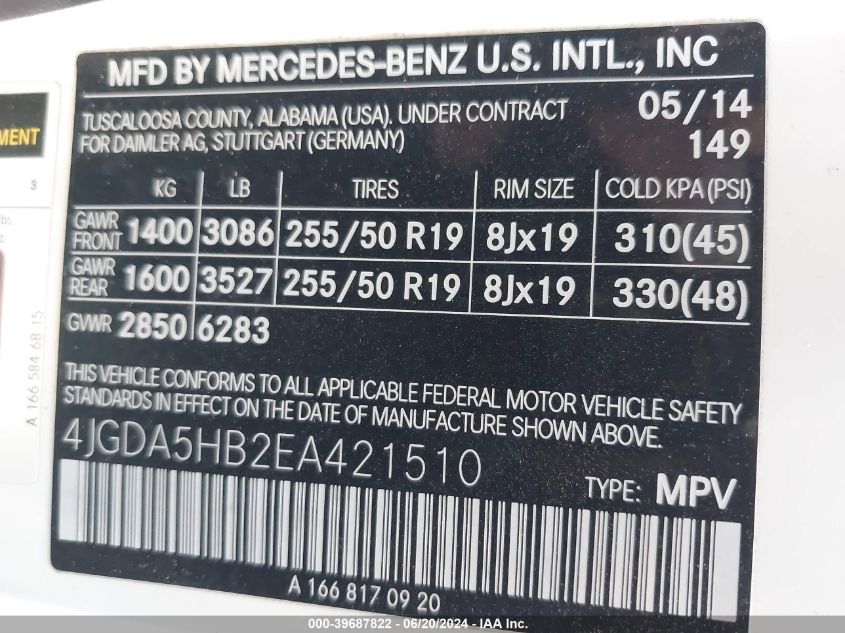 MFD BY MERCEDES-BENZ U.S. INTL., INC
TUSCALOOSA COUNTY, ALABAMA (USA). UNDER CONTRACT 05/14
FOR DAIMLER AG, STUTTGART (GERMANY) 149
KG LB TIRES RIM SIZE COLD KPA (PSI)
GAWR FRONT 1400 3086 255/50 R19 8Jx19 310(45)
GAWR REAR 1600 3527 255/50 R19 8Jx19 330(48)
GVWR 2850 6283
THIS VEHICLE CONFORMS TO ALL APPLICABLE FEDERAL MOTOR VEHICLE SAFETY
STANDARDS IN EFFECT ON THE DATE OF MANUFACTURE SHOWN ABOVE.
4JGDA5HB2EA421510
TYPE: MPV
A 166 817 09 20
MENT
3
A 166 584 68 15
000-39687822 - 06/20/2024 - IAA Inc.